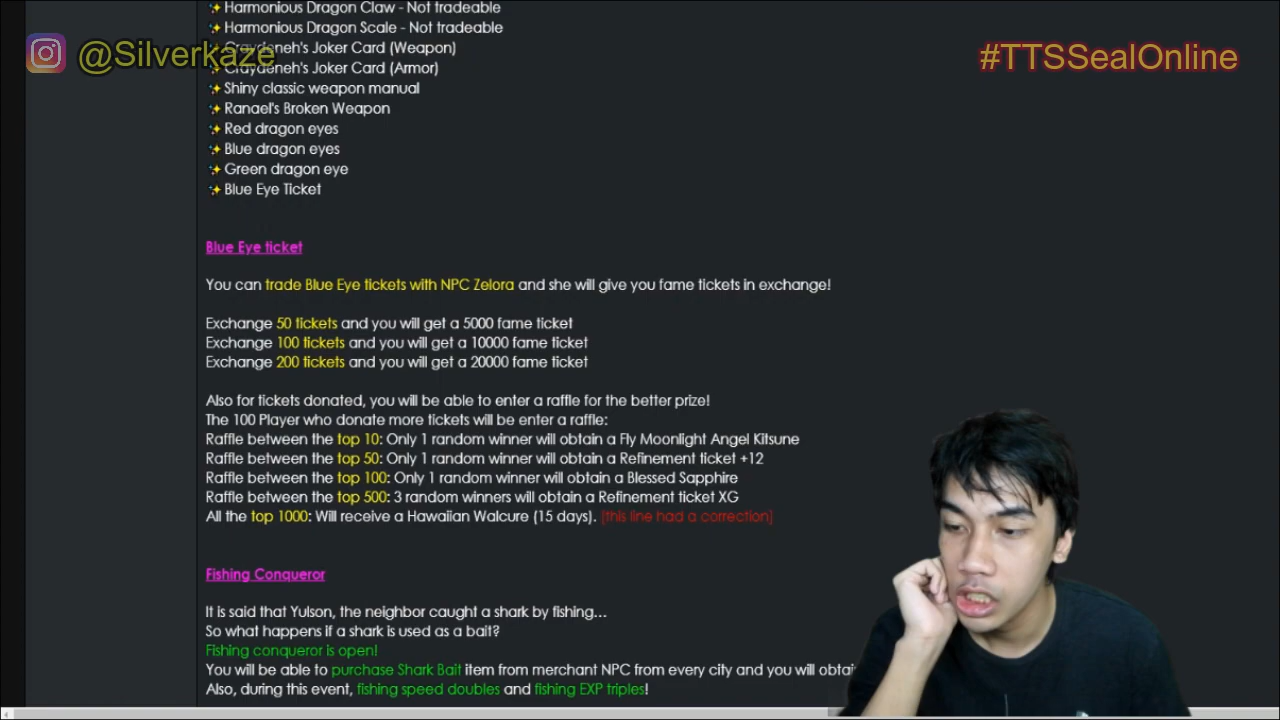 Harmonious Dragon Claw - Not tradeable
Harmonious Dragon Scale - Not tradeable
@Silverkaze
#TTSSealOnline
Craydeneh's Joker Card (Weapon)
Craydeneh's Joker Card (Armor)
Shiny classic weapon manual
Ranael's Broken Weapon
Red dragon eyes
Blue dragon eyes
Green dragon eye
Blue Eye Ticket
Blue Eye ticket
You can trade Blue Eye tickets with NPC Zelora and she will give you fame tickets in exchange!
Exchange 50 tickets and you will get a 5000 fame ticket
Exchange 100 tickets and you will get a 10000 fame ticket
Exchange 200 tickets and you will get a 20000 fame ticket
Also for tickets donated, you will be able to enter a raffle for the better prize!
The 100 Player who donate more tickets will be enter a raffle:
Raffle between the top 10: Only 1 random winner will obtain a Fly Moonlight Angel Kitsune
Raffle between the top 50: Only 1 random winner will obtain a Refinement ticket +12
Raffle between the top 100: Only 1 random winner will obtain a Blessed Sapphire
Raffle between the top 500: 3 random winners will obtain a Refinement ticket XG
All the top 1000: Will receive a Hawaiian Walcure (15 days). [this line had a correction]
Fishing Conqueror
It is said that Yulson, the neighbor caught a shark by fishing...
So what happens if a shark is used as a bait?
Fishing conqueror is open!
You will be able to purchase Shark Bait item from merchant NPC from every city and you will
Also, during this event, fishing speed doubles and fishing EXP triples!